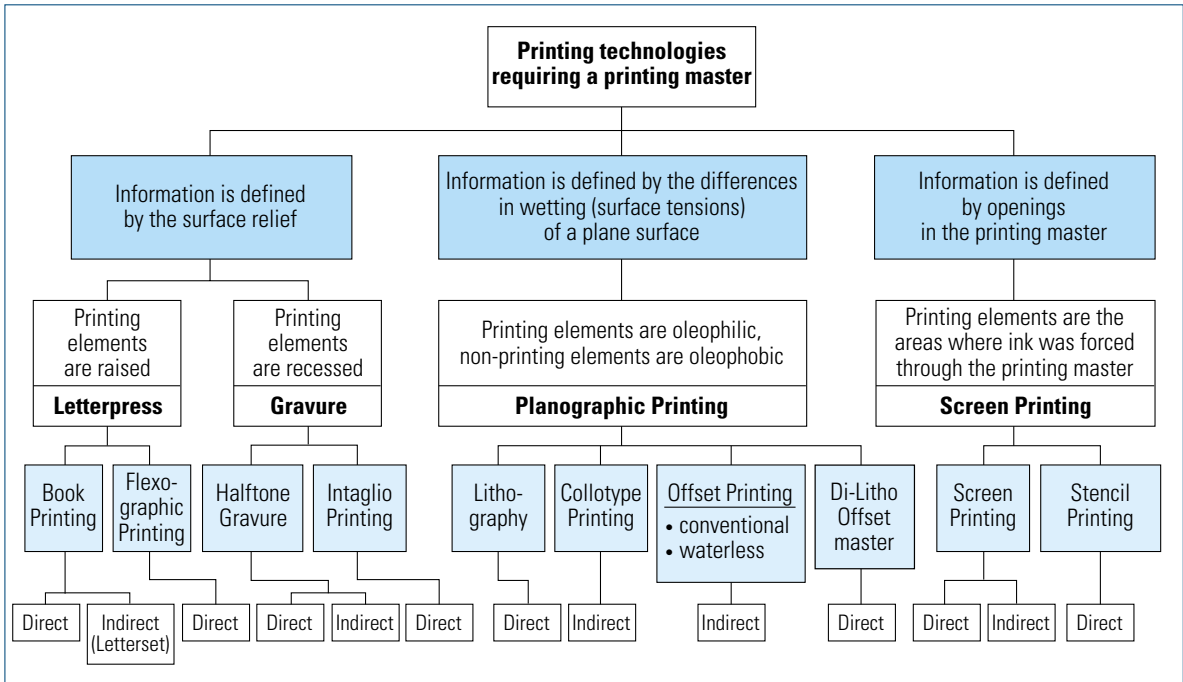 Printing technologies
requiring a printing master
Information is defined
by the surface relief
Information is defined by the differences
in wetting (surface tensions)
of a plane surface
Information is defined
by openings
in the printing master
Printing
elements
are raised
Letterpress
Printing
elements
are recessed
Gravure
Printing elements are oleophilic,
non-printing elements are oleophobic
Planographic Printing
Printing elements are the
areas where ink was forced
through the printing master
Screen Printing
Book
Printing
Flexo-
graphic
Printing
Halftone
Gravure
Intaglio
Printing
Litho-
graphy
Collotype
Printing
Offset Printing
• conventional
• waterless
Di-Litho
Offset
master
Screen
Printing
Stencil
Printing
Direct
Indirect
(Letterset)
Direct
Direct
Indirect
Direct
Direct
Indirect
Indirect
Direct
Direct
Indirect
Direct